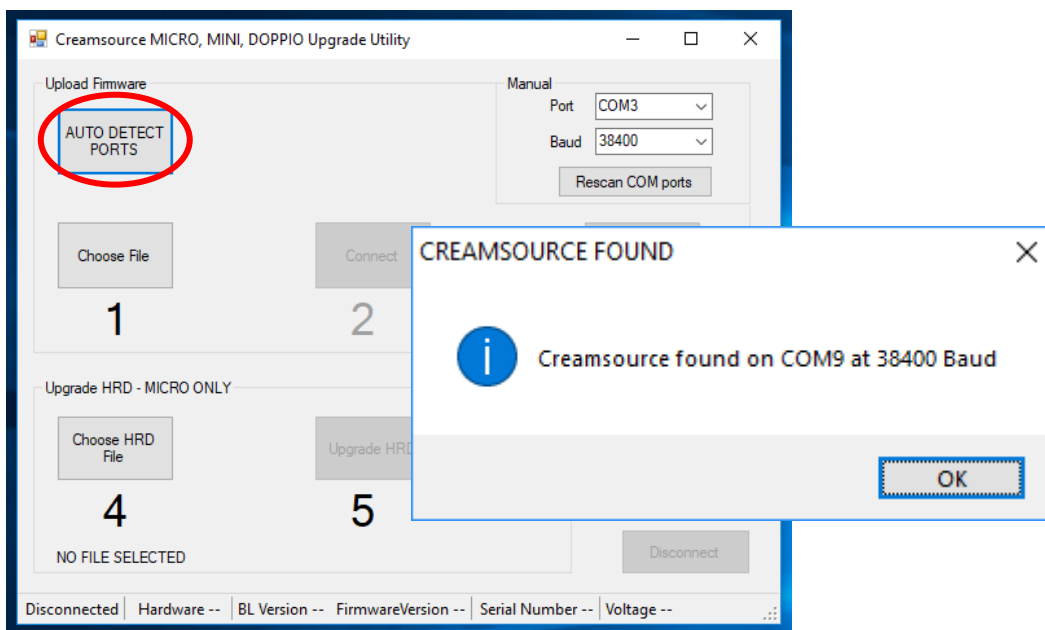 Creamsource MICRO, MINI, DOPPIO Upgrade Utility
Upload Firmware
AUTO DETECT
PORTS
Manual
Port COM3
Baud 38400
Rescan COM ports
Choose File
Connect
1
2
CREAMSOURCE FOUND
Creamsource found on COM9 at 38400 Baud
OK
Upgrade HRD - MICRO ONLY
Choose HRD
File
Upgrade HRD
4
5
NO FILE SELECTED
Disconnect
Disconnected Hardware -- BL Version -- FirmwareVersion -- Serial Number -- Voltage --